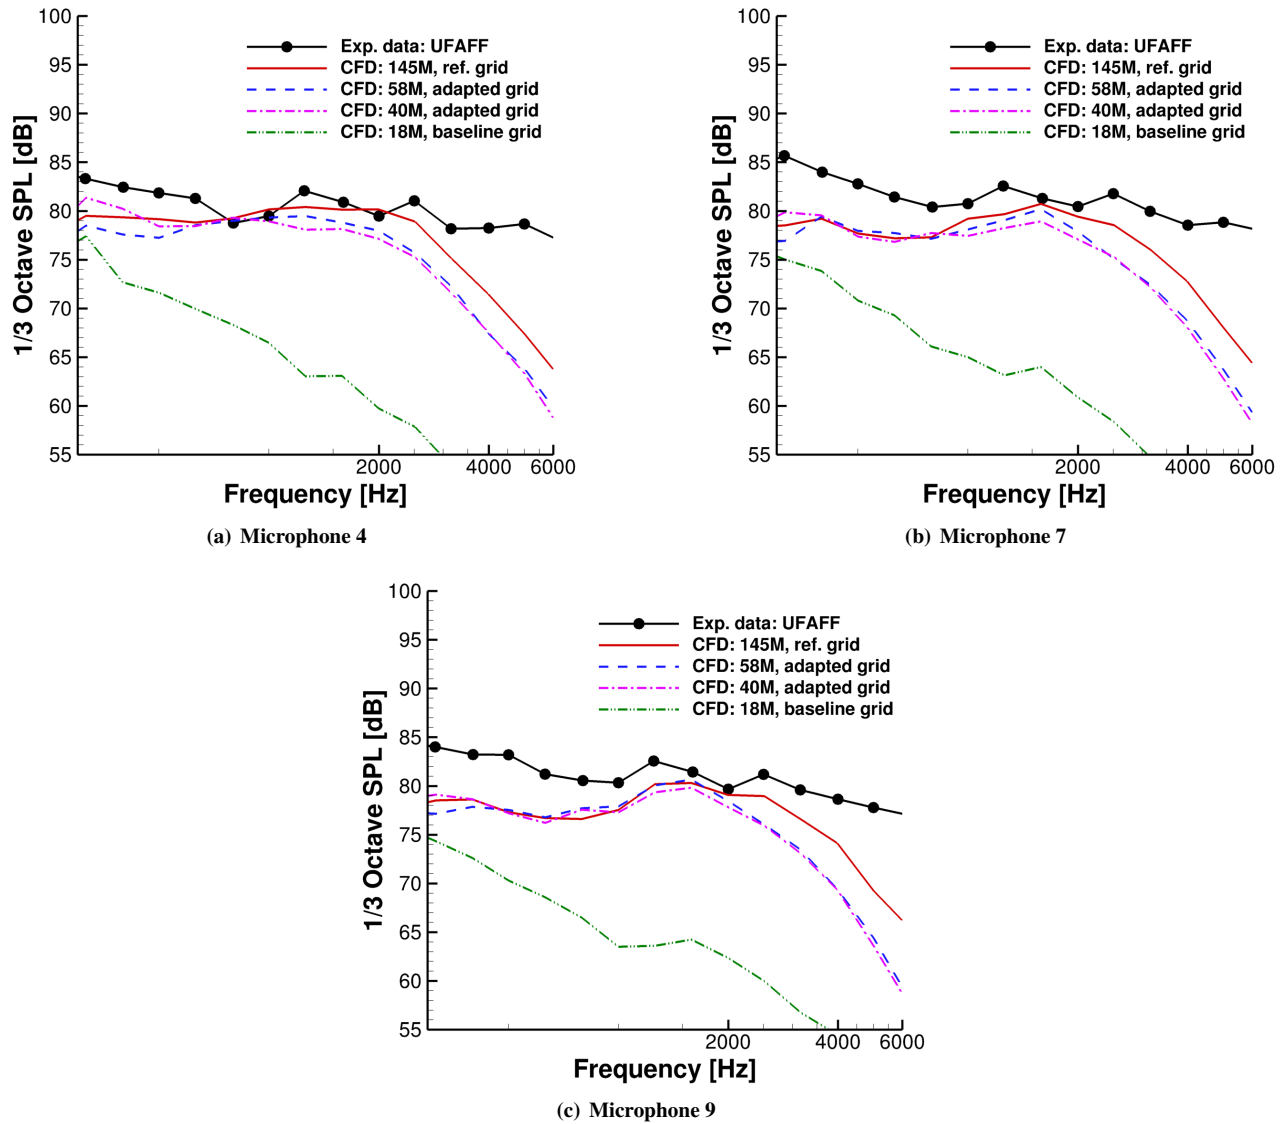 100
95
90
85
80
75
70
65
60
55
1/3 Octave SPL [dB]
Exp. data: UFAFF
CFD: 145M, ref. grid
CFD: 58M, adapted grid
CFD: 40M, adapted grid
CFD: 18M, baseline grid
2000 4000 6000
Frequency [Hz]
(a) Microphone 4
100
95
90
85
80
75
70
65
60
55
1/3 Octave SPL [dB]
Exp. data: UFAFF
CFD: 145M, ref. grid
CFD: 58M, adapted grid
CFD: 40M, adapted grid
CFD: 18M, baseline grid
2000 4000 6000
Frequency [Hz]
(b) Microphone 7
100
95
90
85
80
75
70
65
60
55
1/3 Octave SPL [dB]
Exp. data: UFAFF
CFD: 145M, ref. grid
CFD: 58M, adapted grid
CFD: 40M, adapted grid
CFD: 18M, baseline grid
2000 4000 6000
Frequency [Hz]
(c) Microphone 9